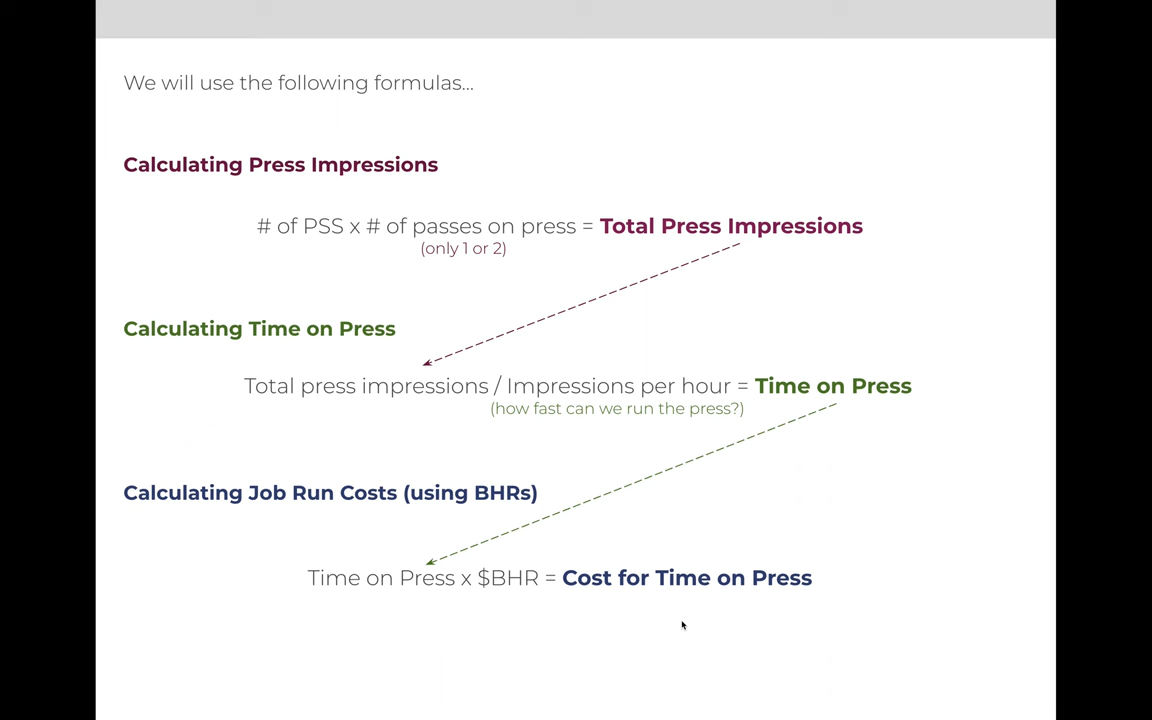 We will use the following formulas...
Calculating Press Impressions
# of PSS x # of passes on press = Total Press Impressions
(only 1 or 2)
Calculating Time on Press
Total press impressions / Impressions per hour = Time on Press
(how fast can we run the press?)
Calculating Job Run Costs (using BHRs)
Time on Press x $BHR = Cost for Time on Press